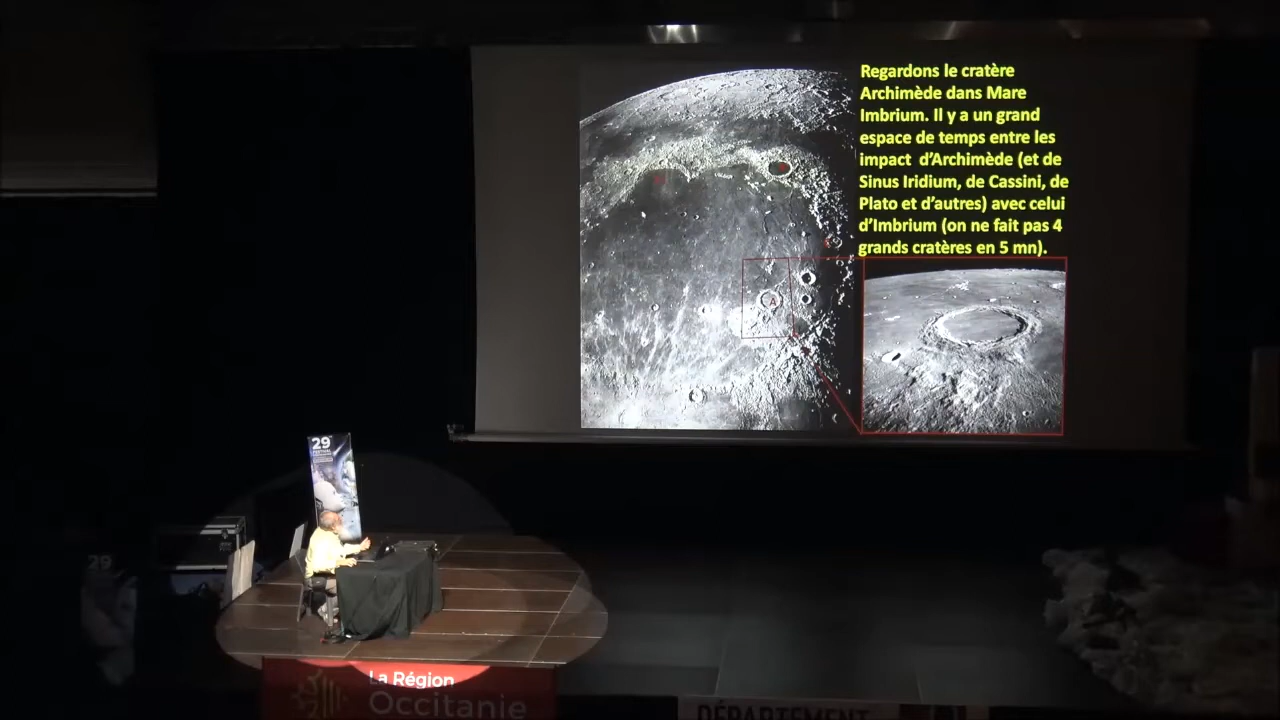 Regardons le cratère
Archimède dans Mare
Imbrium. Il y a un grand
espace de temps entre les
impact d'Archimède (et de
Sinus Iridium, de Cassini, de
Plato et d'autres) avec celui
d'Imbrium (on ne fait pas 4
grands cratères en 5 mn).
A
29
FESTIVAL
29
La Région
Occitanie
DÉPARTEMENT